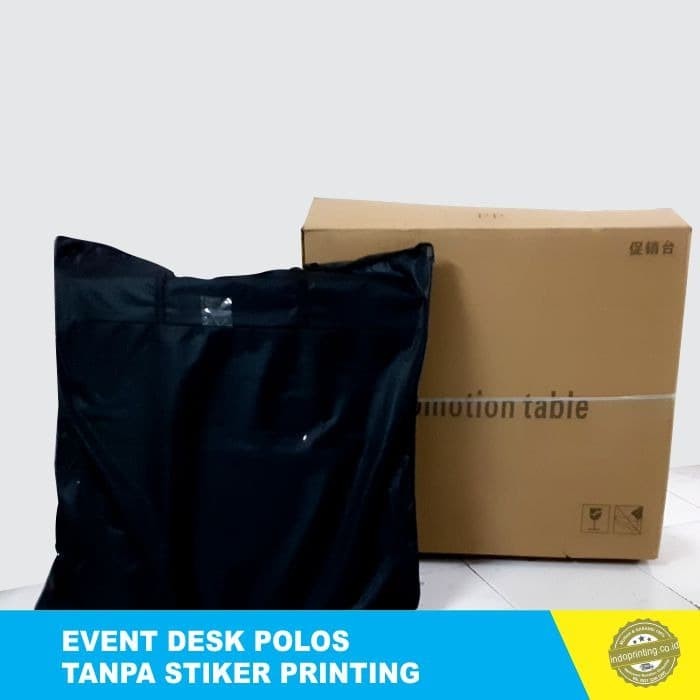 促销台
omotion table
EVENT DESK POLOS
TANPA STIKER PRINTING
indoprinting.co.id